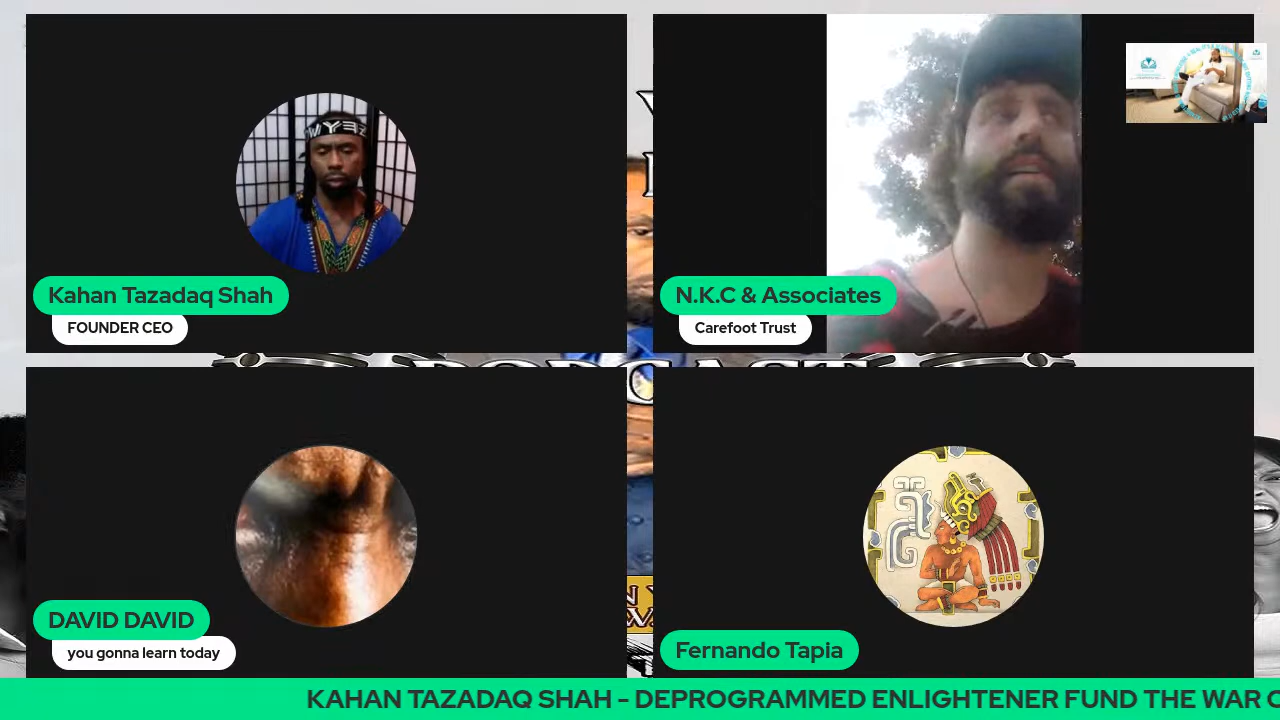 Kahan Tazadaq Shah
FOUNDER CEO
N.K.C & Associates
Carefoot Trust
PODCAST
DAVID DAVID
you gonna learn today
Fernando Tapia
KAHAN TAZADAQ SHAH - DEPROGRAMMED ENLIGHTENER FUND THE WAR